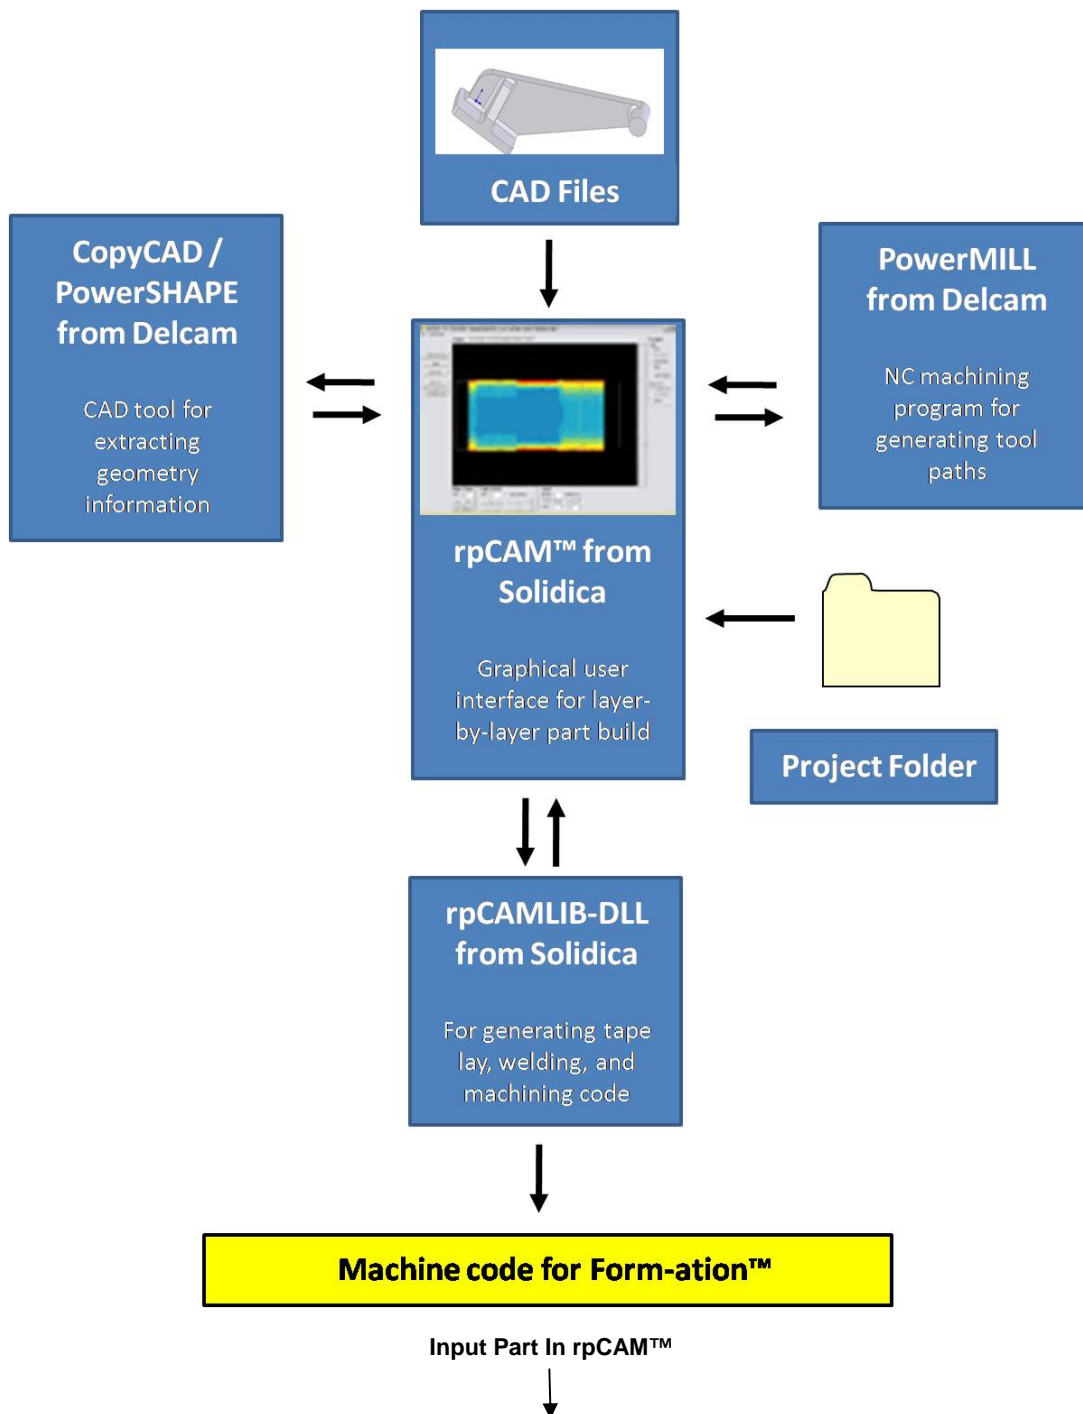 CAD Files
CopyCAD /
PowerSHAPE
from Delcam
CAD tool for
extracting
geometry
information
PowerMILL
from Delcam
NC machining
program for
generating tool
paths
rpCAM™ from
Solidica
Graphical user
interface for layer-
by-layer part build
Project Folder
rpCAMLIB-DLL
from Solidica
For generating tape
lay, welding, and
machining code
Machine code for Form-ation™
Input Part In rpCAM™